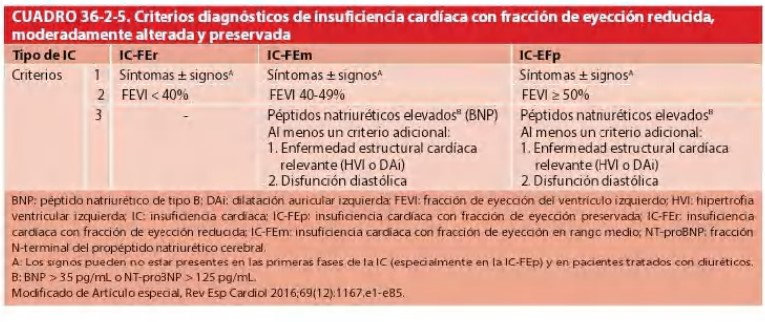 CUADRO 36-2-5. Criterios diagnósticos de insuficiencia cardíaca con fracción de eyección reducida,
moderadamente alterada y preservada
Tipo de IC IC-FEr IC-FEm IC-EFp
Criterios 1 Síntomas ± signosᴬ Síntomas ± signosᴬ Síntomas ± signosᴬ
2 FEVI < 40% FEVI 40-49% FEVI ≥ 50%
3 - Péptidos natriuréticos elevadosᴮ (BNP) Péptidos natriuréticos elevadosᴮ
Al menos un criterio adicional: Al menos un criterio adicional:
1. Enfermedad estructural cardíaca 1. Enfermedad estructural cardíaca
relevante (HVI o DAi) relevante (HVI o DAi)
2. Disfunción diastólica 2. Disfunción diastólica
BNP: péptido natriurético de tipo B; DAi: dilatación auricular izquierda; FEVI: fracción de eyección del ventrículo izquierdo; HVI: hipertrofia
ventricular izquierda; IC: insuficiencia cardíaca; IC-FEp: insuficiencia cardíaca con fracción de eyección preservada; IC-FEr: insuficiencia
cardíaca con fracción de eyección reducida; IC-FEm: insuficiencia cardíaca con fracción de eyección en rango medio; NT-proBNP: fracción
N-terminal del propéptido natriurético cerebral.
A: Los signos pueden no estar presentes en las primeras fases de la IC (especialmente en la IC-FEp) y en pacientes tratados con diuréticos.
B: BNP > 35 pg/mL o NT-proBNP > 125 pg/mL.
Modificado de Artículo especial, Rev Esp Cardiol 2016;69(12):1167.e1-e85.